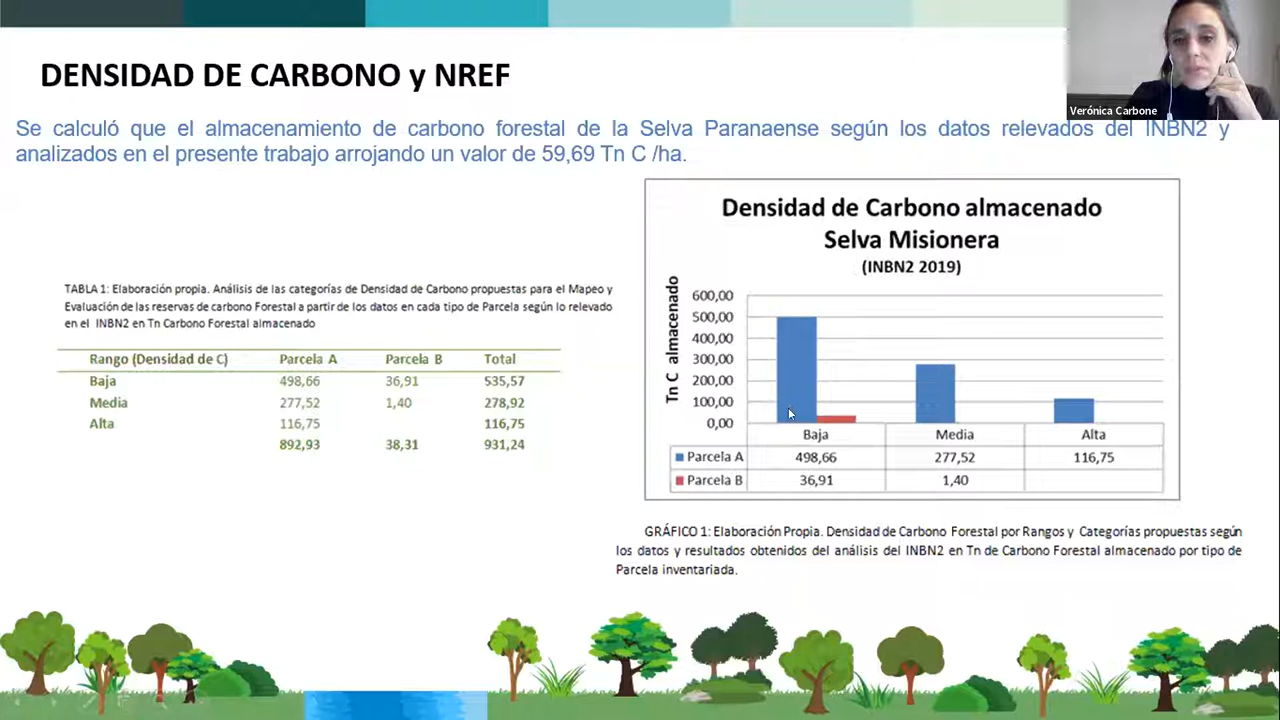 DENSIDAD DE CARBONO y NREF
Verónica Carbone
Se calculó que el almacenamiento de carbono forestal de la Selva Paranaense según los datos relevados del INBN2 y
analizados en el presente trabajo arrojando un valor de 59,69 Tn C /ha.
TABLA 1: Elaboración propia. Análisis de las categorías de Densidad de Carbono propuestas para el Mapeo y
Evaluación de las reservas de carbono Forestal a partir de los datos en cada tipo de Parcela según lo relevado
en el INBN2 en Tn Carbono Forestal almacenado
Rango (Densidad de C) Parcela A Parcela B Total
Baja 498,66 36,91 535,57
Media 277,52 1,40 278,92
Alta 116,75 116,75
892,93 38,31 931,24
Densidad de Carbono almacenado
Selva Misionera
(INBN2 2019)
Tn C almacenado
600,00
500,00
400,00
300,00
200,00
100,00
0,00
Baja Media Alta
Parcela A 498,66 277,52 116,75
Parcela B 36,91 1,40
GRÁFICO 1: Elaboración Propia. Densidad de Carbono Forestal por Rangos y Categorías propuestas según
los datos y resultados obtenidos del análisis del INBN2 en Tn de Carbono Forestal almacenado por tipo de
Parcela inventariada.